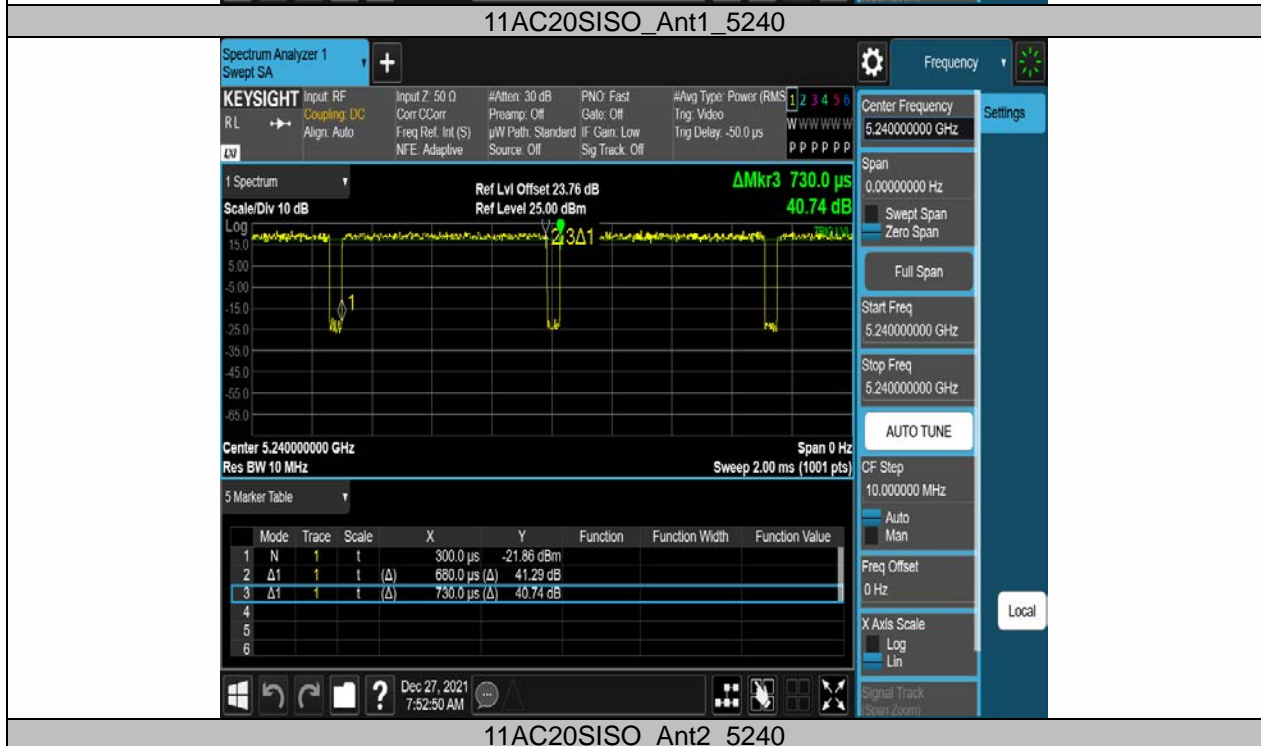 11AC20SISO_Ant1_5240
Spectrum Analyzer 1
Swept SA
+
Frequency
KEYSIGHT
RL
LXI
Input: RF
Coupling: DC
Align: Auto
Input Z: 50 Ω
Corr CCorr
Freq Ref: Int (S)
NFE: Adaptive
#Atten: 30 dB
Preamp: Off
µW Path: Standard
Source: Off
PNO: Fast
Gate: Off
IF Gain: Low
Sig Track: Off
#Avg Type: Power (RMS
Trig: Video
Trig Delay: -50.0 µs
1 2 3 4 5 6
W W W W W W
P P P P P P
1 Spectrum
Scale/Div 10 dB
Ref Lvl Offset 23.76 dB
Ref Level 25.00 dBm
ΔMkr3 730.0 µs
40.74 dB
Log
15.0
5.00
-5.00
-15.0
-25.0
-35.0
-45.0
-55.0
-65.0
1
2
3Δ1
TRIG LVL
Center 5.240000000 GHz
Res BW 10 MHz
Span 0 Hz
Sweep 2.00 ms (1001 pts)
5 Marker Table
Mode Trace Scale X Y Function Function Width Function Value
1 N 1 t 300.0 µs -21.86 dBm
2 Δ1 1 t (Δ) 680.0 µs (Δ) 41.29 dB
3 Δ1 1 t (Δ) 730.0 µs (Δ) 40.74 dB
4
5
6
?
Dec 27, 2021
7:52:50 AM
Center Frequency
5.240000000 GHz
Settings
Span
0.00000000 Hz
Swept Span
Zero Span
Full Span
Start Freq
5.240000000 GHz
Stop Freq
5.240000000 GHz
AUTO TUNE
CF Step
10.000000 MHz
Auto
Man
Freq Offset
0 Hz
X Axis Scale
Log
Lin
Local
Signal Track
(Span Zoom)
11AC20SISO_Ant2_5240